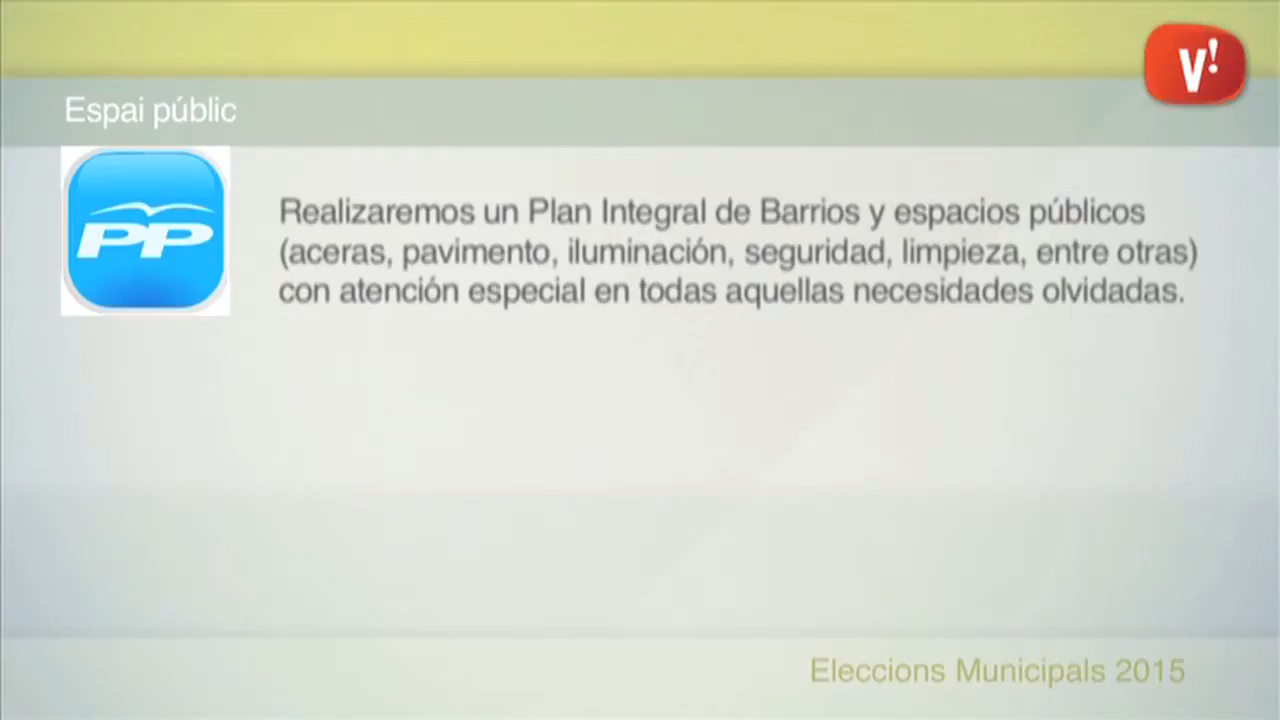 V!
Espai públic
PP
Realizaremos un Plan Integral de Barrios y espacios públicos
(aceras, pavimento, iluminación, seguridad, limpieza, entre otras)
con atención especial en todas aquellas necesidades olvidadas.
Eleccions Municipals 2015